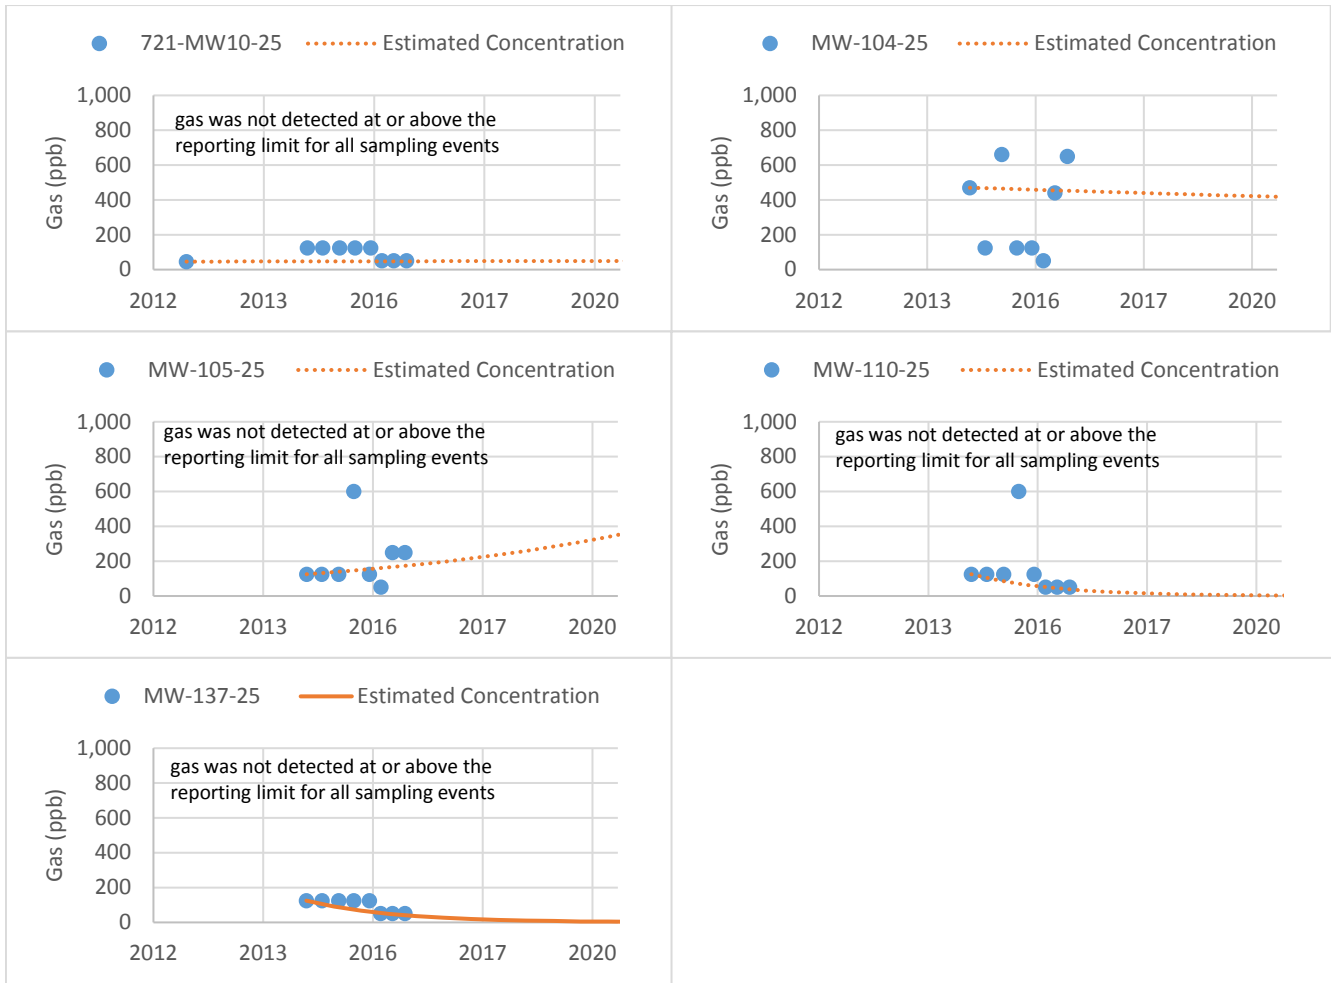 721-MW10-25 Estimated Concentration
1,000
800
600
400
200
0
Gas (ppb)
gas was not detected at or above the
reporting limit for all sampling events
2012 2013 2016 2017 2020
MW-104-25 Estimated Concentration
1,000
800
600
400
200
0
Gas (ppb)
2012 2013 2016 2017 2020
MW-105-25 Estimated Concentration
1,000
800
600
400
200
0
Gas (ppb)
gas was not detected at or above the
reporting limit for all sampling events
2012 2013 2016 2017 2020
MW-110-25 Estimated Concentration
1,000
800
600
400
200
0
Gas (ppb)
gas was not detected at or above the
reporting limit for all sampling events
2012 2013 2016 2017 2020
MW-137-25 Estimated Concentration
1,000
800
600
400
200
0
Gas (ppb)
gas was not detected at or above the
reporting limit for all sampling events
2012 2013 2016 2017 2020